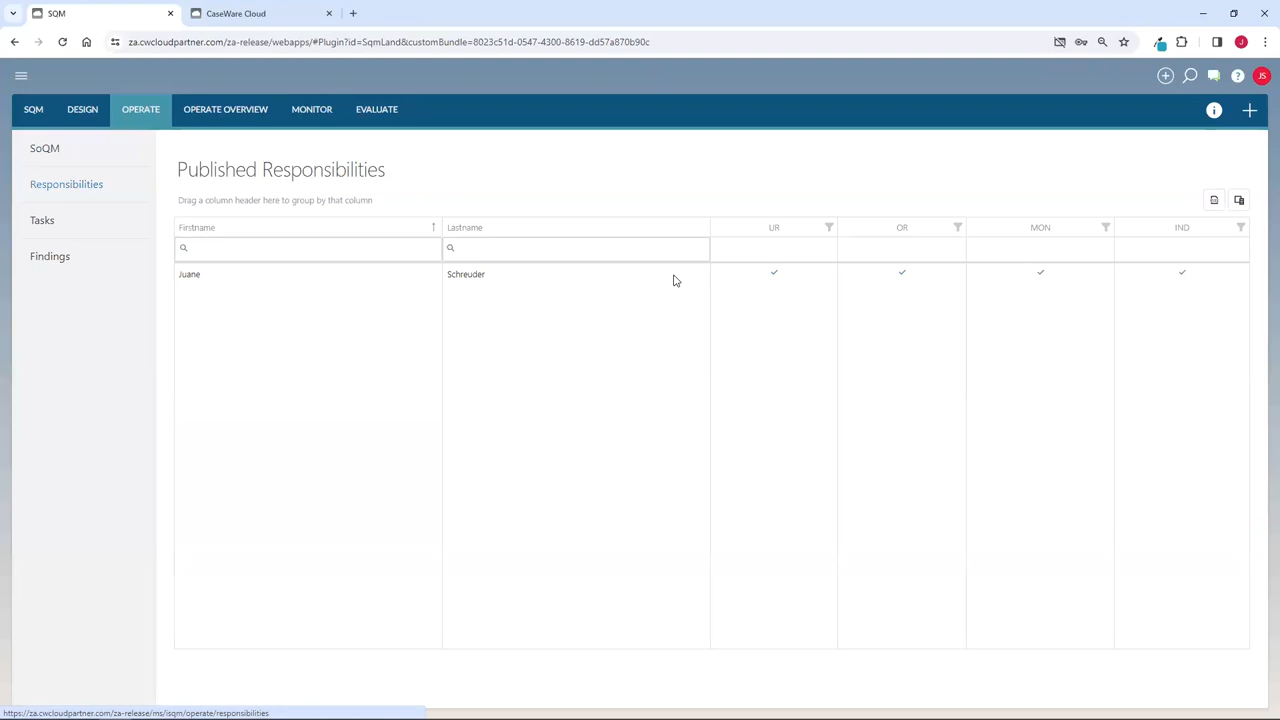 SQM
CaseWare Cloud
za.cwcloudpartner.com/za-release/webapps/#Plugin?id=SqmLand&customBundle=8023c51d-0547-4300-8619-dd57a870b90c
J
JS
SQM DESIGN OPERATE OPERATE OVERVIEW MONITOR EVALUATE
SoQM
Responsibilities
Tasks
Findings
Published Responsibilities
Drag a column header here to group by that column
Firstname Lastname UR OR MON IND
Juane Schreuder
https://za.cwcloudpartner.com/za-release/ms/isqm/operate/responsibilities